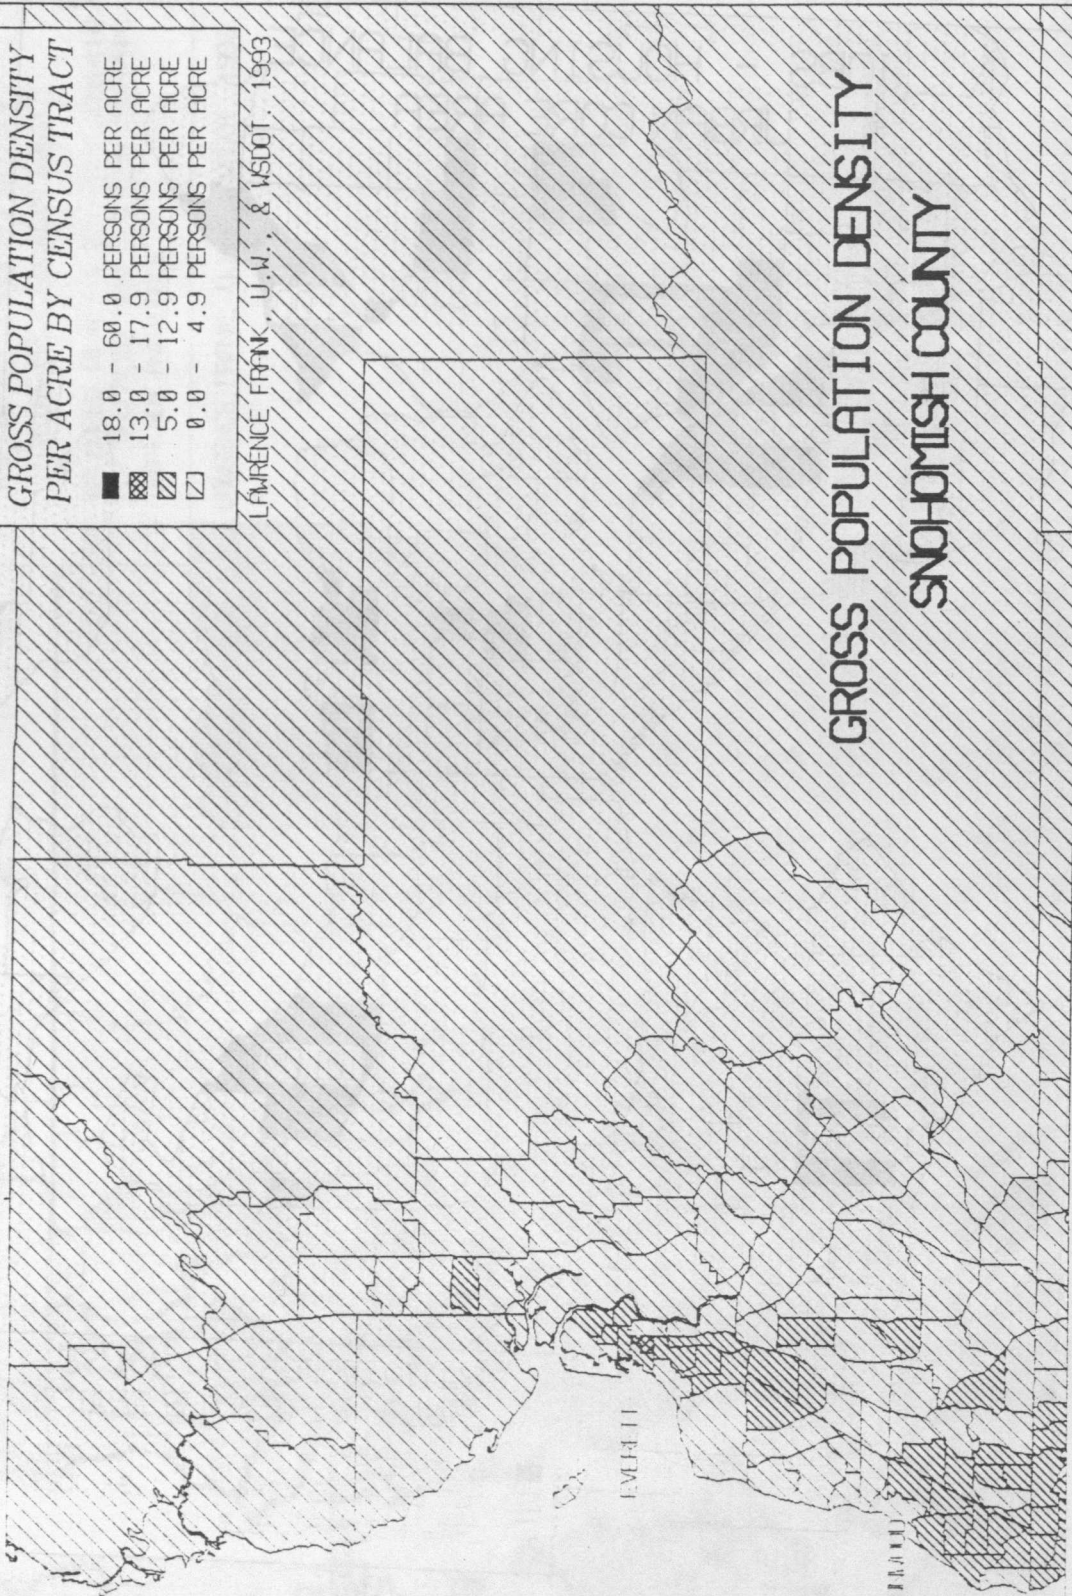 GROSS POPULATION DENSITY
PER ACRE BY CENSUS TRACT
18.0 - 60.0 PERSONS PER ACRE
13.0 - 17.9 PERSONS PER ACRE
5.0 - 12.9 PERSONS PER ACRE
0.0 - 4.9 PERSONS PER ACRE
LAWRENCE FRANK, U.W., & WSDOT, 1993
EVERETT
GROSS POPULATION DENSITY
SNOHOMISH COUNTY